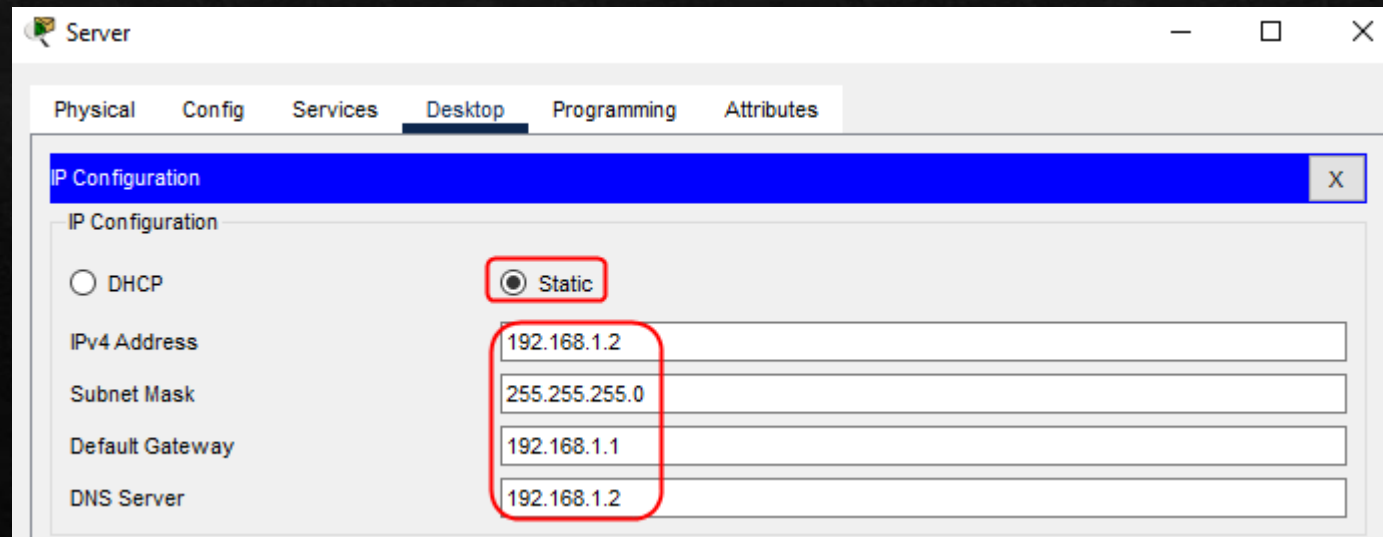 Server
Physical Config Services Desktop Programming Attributes
IP Configuration X
IP Configuration
DHCP Static
IPv4 Address 192.168.1.2
Subnet Mask 255.255.255.0
Default Gateway 192.168.1.1
DNS Server 192.168.1.2